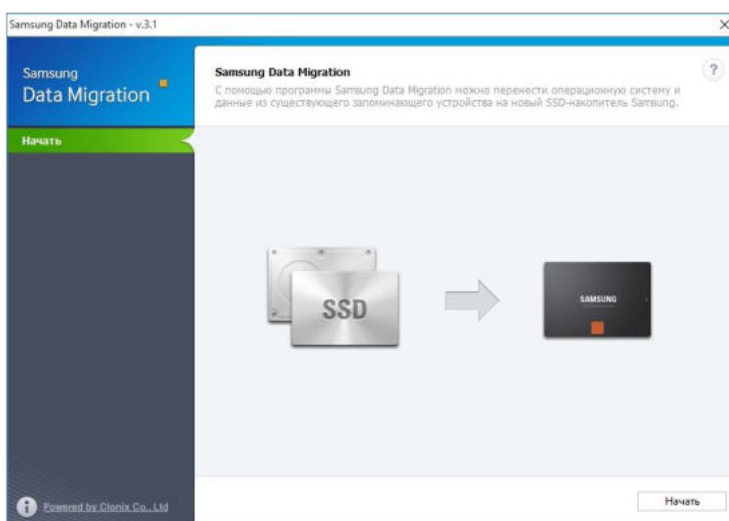 Samsung Data Migration - v.3.1
Samsung
Data Migration
Samsung Data Migration
С помощью программы Samsung Data Migration можно перенести операционную систему и
данные из существующего запоминающего устройства на новый SSD-накопитель Samsung.
?
Начать
SSD
SAMSUNG
Powered by Clonix Co., Ltd
Начать